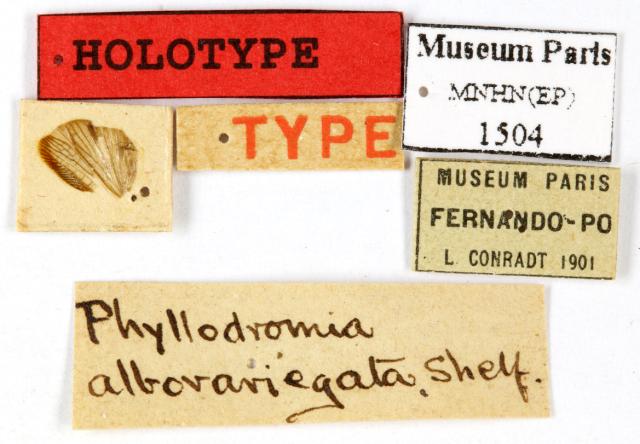 HOLOTYPE
TYPE
Museum Paris
MNHN(EP)
1504
MUSEUM PARIS
FERNANDO-PO
L. CONRADT 1901
Phyllodromia
albovariegata. Shelf.